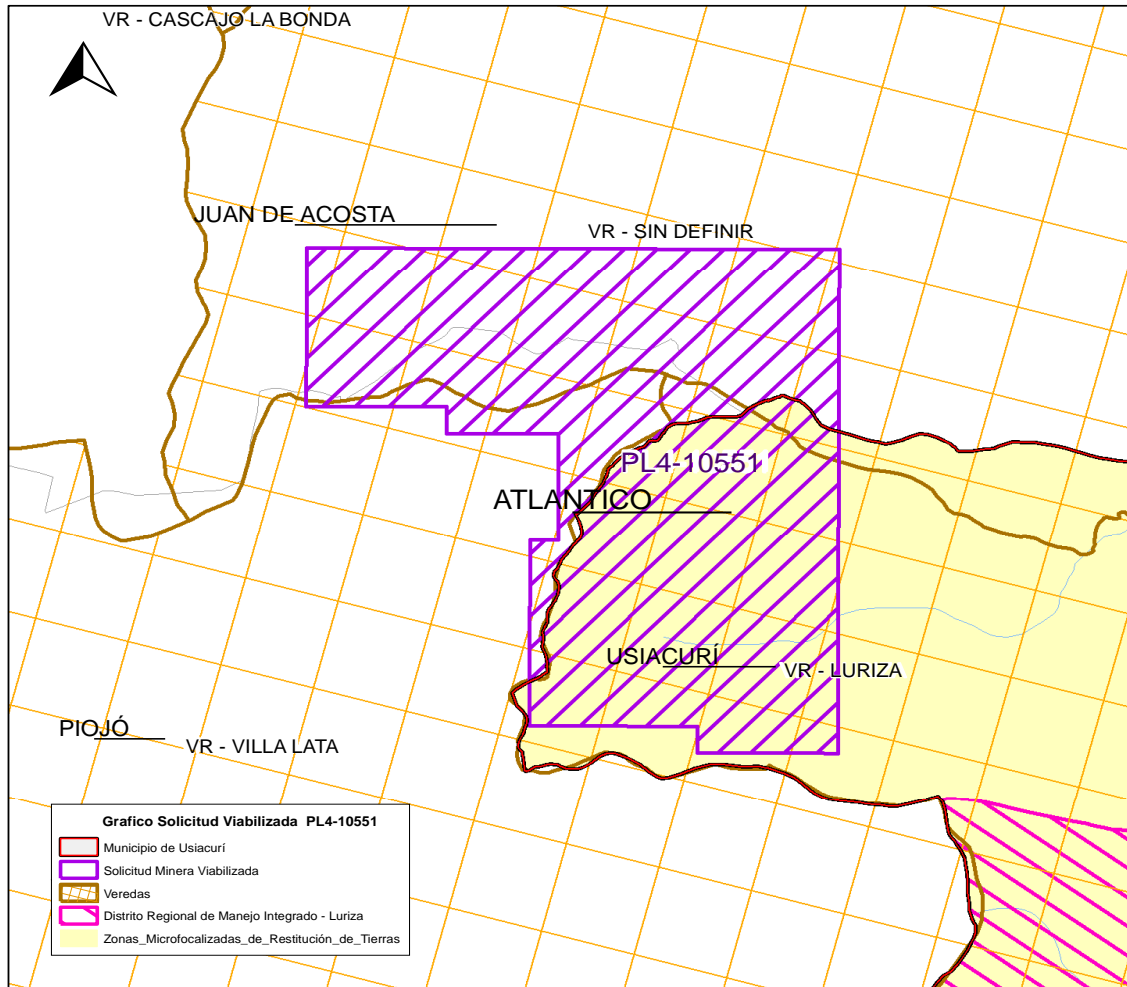 VR - CASCAJO LA BONDA
JUAN DE ACOSTA
VR - SIN DEFINIR
PL4-10551
ATLANTICO
USIACURÍ
VR - LURIZA
PIOJÓ
VR - VILLA LATA
Grafico Solicitud Viabilizada PL4-10551
Municipio de Usiacurí
Solicitud Minera Viabilizada
Veredas
Distrito Regional de Manejo Integrado - Luriza
Zonas_Microfocalizadas_de_Restitución_de_Tierras